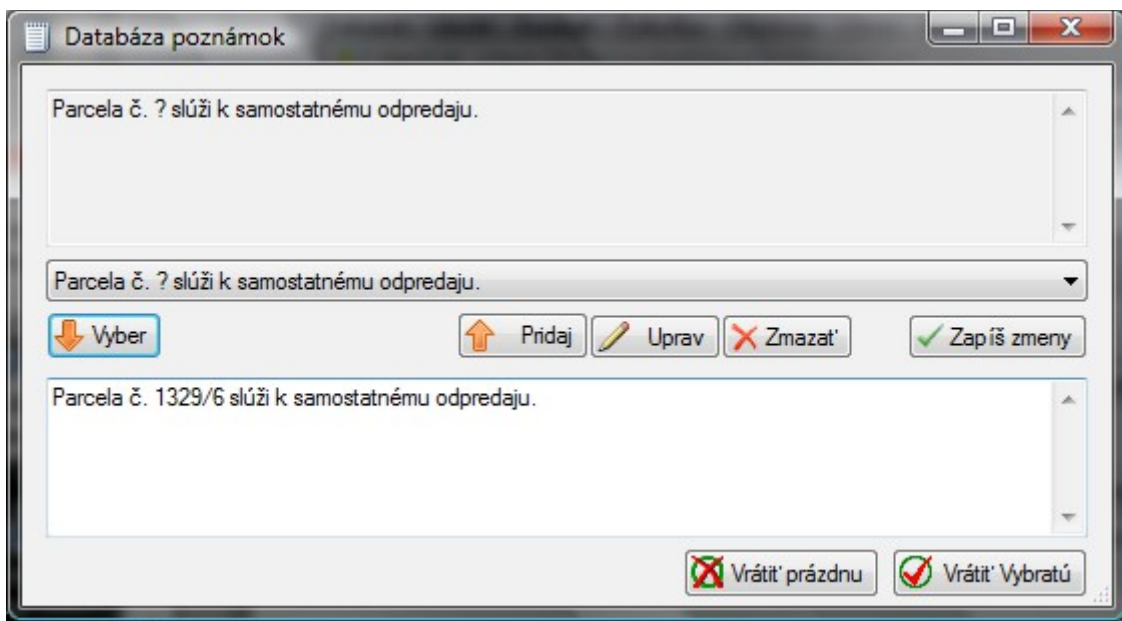 Databáza poznámok
Parcela č. ? slúži k samostatnému odpredaju.
Parcela č. ? slúži k samostatnému odpredaju.
Vyber
Pridaj
Uprav
Zmazať
Zapíš zmeny
Parcela č. 1329/6 slúži k samostatnému odpredaju.
Vrátiť prázdnu
Vrátiť Vybratú